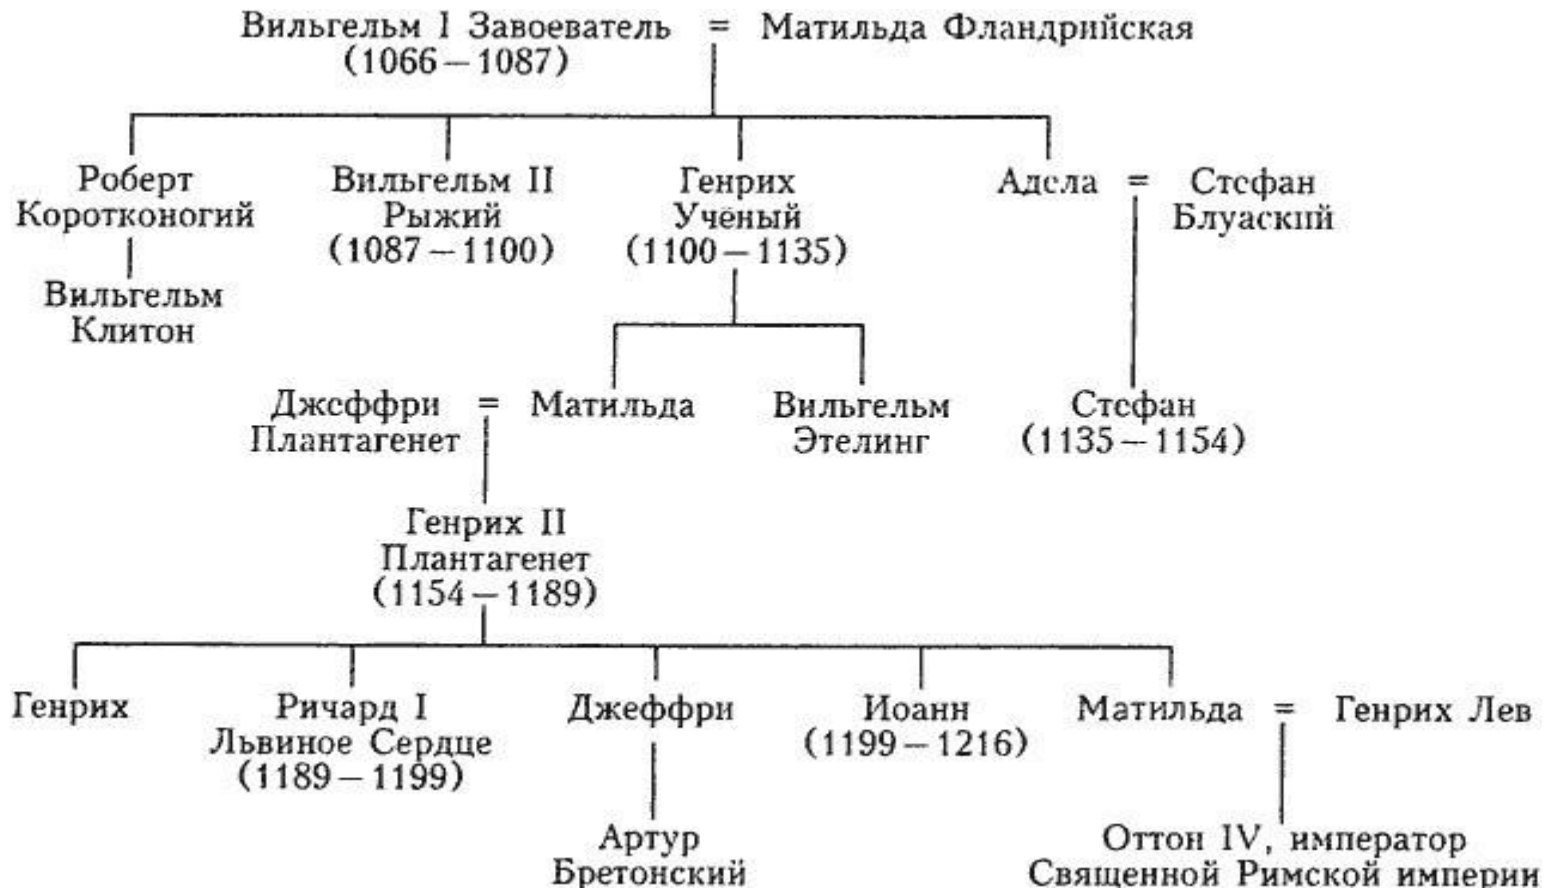 Вильгельм I Завоеватель = Матильда Фландрийская
(1066—1087)
Роберт
Коротконогий
Вильгельм II
Рыжий
(1087—1100)
Генрих
Учёный
(1100—1135)
Адела = Стефан
Блуаский
Вильгельм
Клитон
Джеффри = Матильда
Плантагенет
Вильгельм
Этелинг
Стефан
(1135—1154)
Генрих II
Плантагенет
(1154—1189)
Генрих
Ричард I
Львиное Сердце
(1189—1199)
Джеффри
Иоанн
(1199—1216)
Матильда = Генрих Лев
Артур
Бретонский
Оттон IV, император
Священной Римской империи